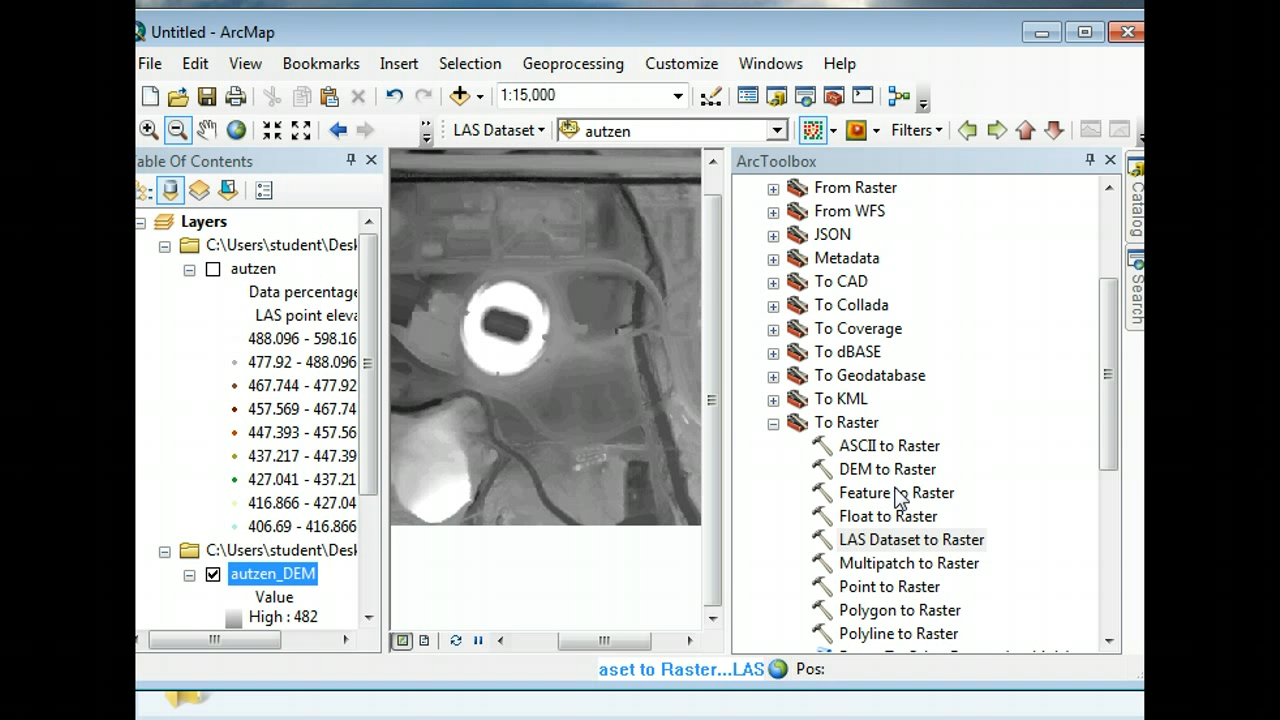 Untitled - ArcMap
File Edit View Bookmarks Insert Selection Geoprocessing Customize Windows Help
1:15,000
LAS Dataset autzen Filters
able Of Contents
Layers
C:\Users\student\Desk
autzen
Data percentage
LAS point eleva
488.096 - 598.16
477.92 - 488.096
467.744 - 477.92
457.569 - 467.74
447.393 - 457.56
437.217 - 447.39
427.041 - 437.21
416.866 - 427.04
406.69 - 416.866
C:\Users\student\Desk
autzen_DEM
Value
High : 482
ArcToolbox
From Raster
From WFS
JSON
Metadata
To CAD
To Collada
To Coverage
To dBASE
To Geodatabase
To KML
To Raster
ASCII to Raster
DEM to Raster
Feature to Raster
Float to Raster
LAS Dataset to Raster
Multipatch to Raster
Point to Raster
Polygon to Raster
Polyline to Raster
Catalog
Search
aset to Raster...LAS Pos: